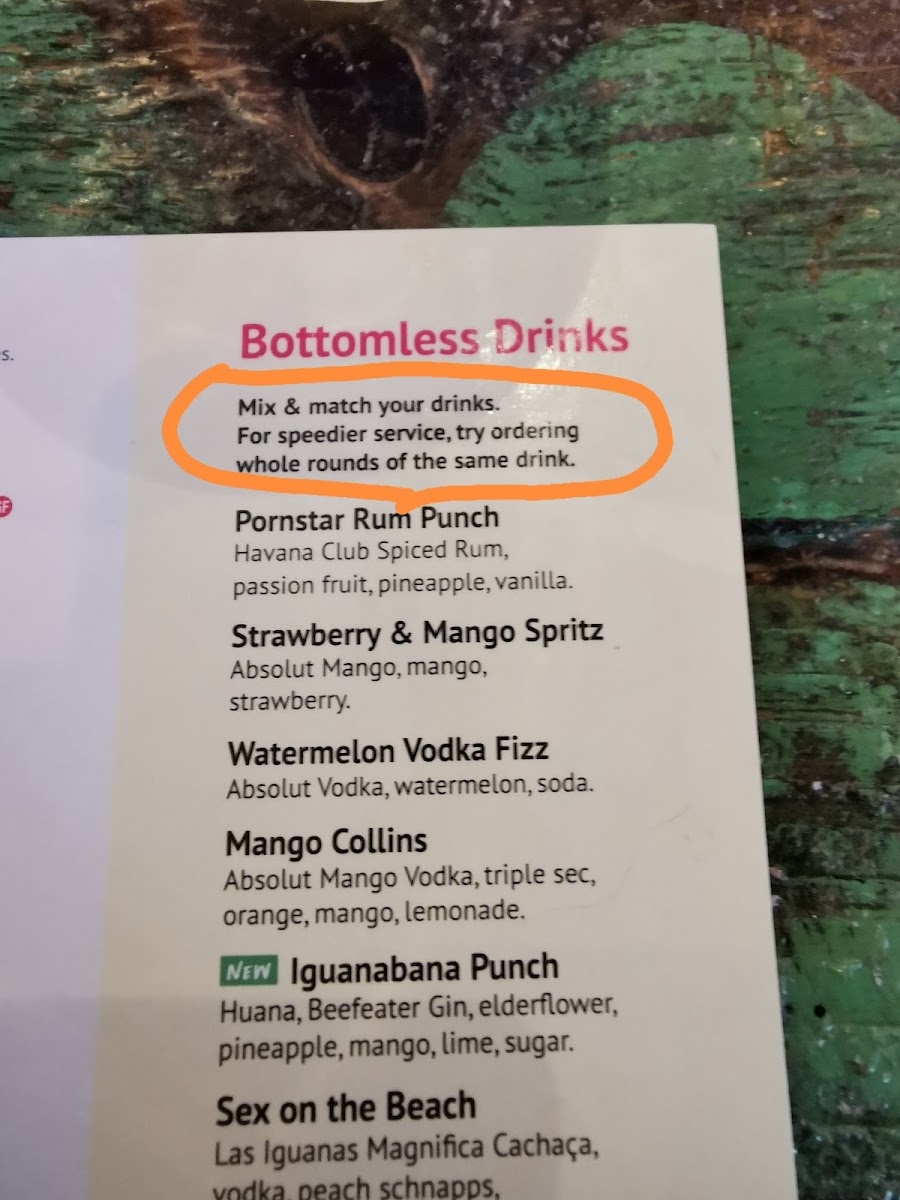 s.
GF
Bottomless Drinks
Mix & match your drinks.
For speedier service, try ordering
whole rounds of the same drink.
Pornstar Rum Punch
Havana Club Spiced Rum,
passion fruit, pineapple, vanilla.
Strawberry & Mango Spritz
Absolut Mango, mango,
strawberry.
Watermelon Vodka Fizz
Absolut Vodka, watermelon, soda.
Mango Collins
Absolut Mango Vodka, triple sec,
orange, mango, lemonade.
NEW Iguanabana Punch
Huana, Beefeater Gin, elderflower,
pineapple, mango, lime, sugar.
Sex on the Beach
Las Iguanas Magnifica Cachaça,
vodka, peach schnapps,